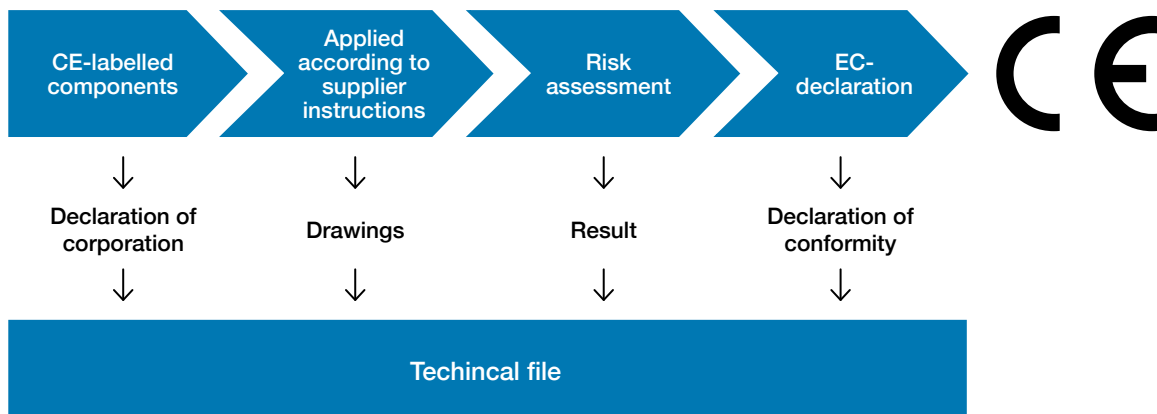 CE-labelled
components
Applied
according to
supplier
instructions
Risk
assessment
EC-
declaration
CE
Declaration of
corporation
Drawings
Result
Declaration of
conformity
Techincal file